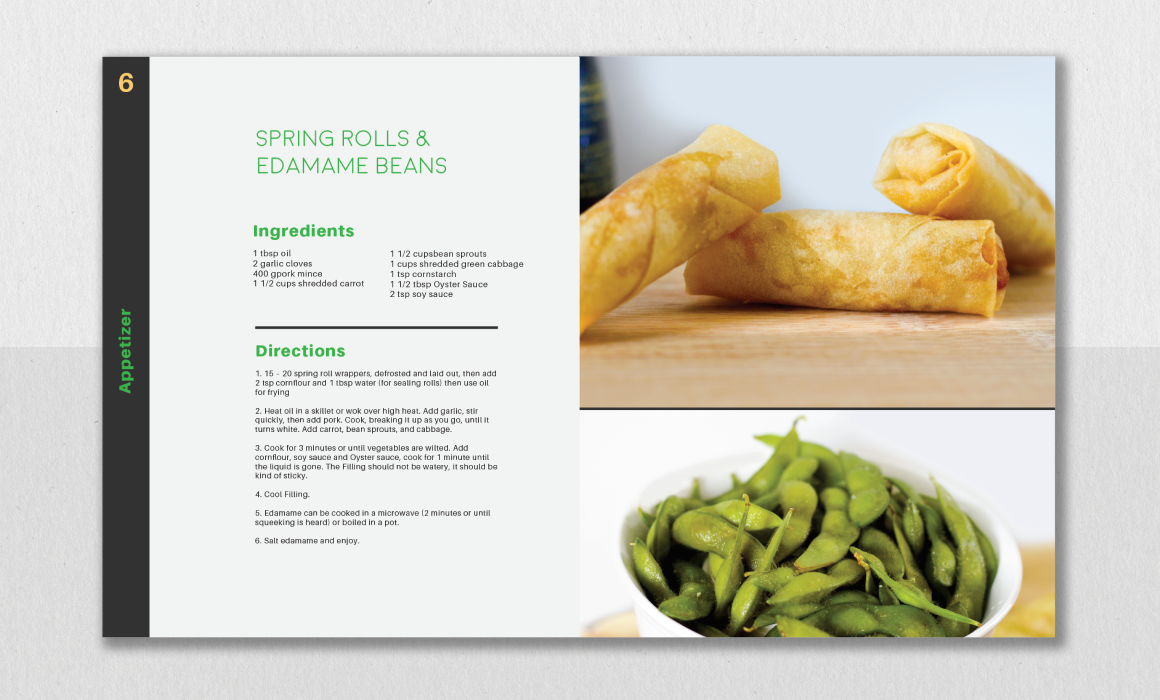 6
Appetizer
SPRING ROLLS &
EDAMAME BEANS
Ingredients
1 tbsp oil
2 garlic cloves
400 gpork mince
1 1/2 cups shredded carrot
1 1/2 cupsbean sprouts
1 cups shredded green cabbage
1 tsp cornstarch
1 1/2 tbsp Oyster Sauce
2 tsp soy sauce
Directions
1. 15 - 20 spring roll wrappers, defrosted and laid out, then add
2 tsp cornflour and 1 tbsp water (for sealing rolls) then use oil
for frying
2. Heat oil in a skillet or wok over high heat. Add garlic, stir
quickly, then add pork. Cook, breaking it up as you go, until it
turns white. Add carrot, bean sprouts, and cabbage.
3. Cook for 3 minutes or until vegetables are wilted. Add
cornflour, soy sauce and Oyster sauce, cook for 1 minute until
the liquid is gone. The Filling should not be watery, it should be
kind of sticky.
4. Cool Filling.
5. Edamame can be cooked in a microwave (2 minutes or until
squeeking is heard) or boiled in a pot.
6. Salt edamame and enjoy.